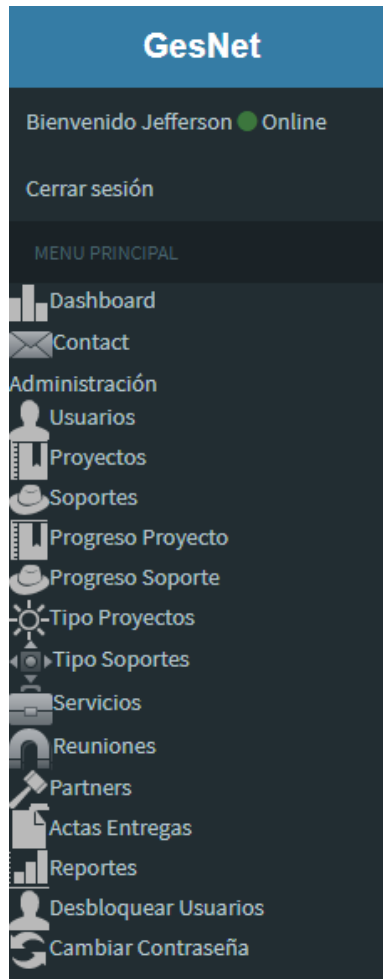 GesNet
Bienvenido Jefferson Online
Cerrar sesión
MENU PRINCIPAL
Dashboard
Contact
Administración
Usuarios
Proyectos
Soportes
Progreso Proyecto
Progreso Soporte
Tipo Proyectos
Tipo Soportes
Servicios
Reuniones
Partners
Actas Entregas
Reportes
Desbloquear Usuarios
Cambiar Contraseña